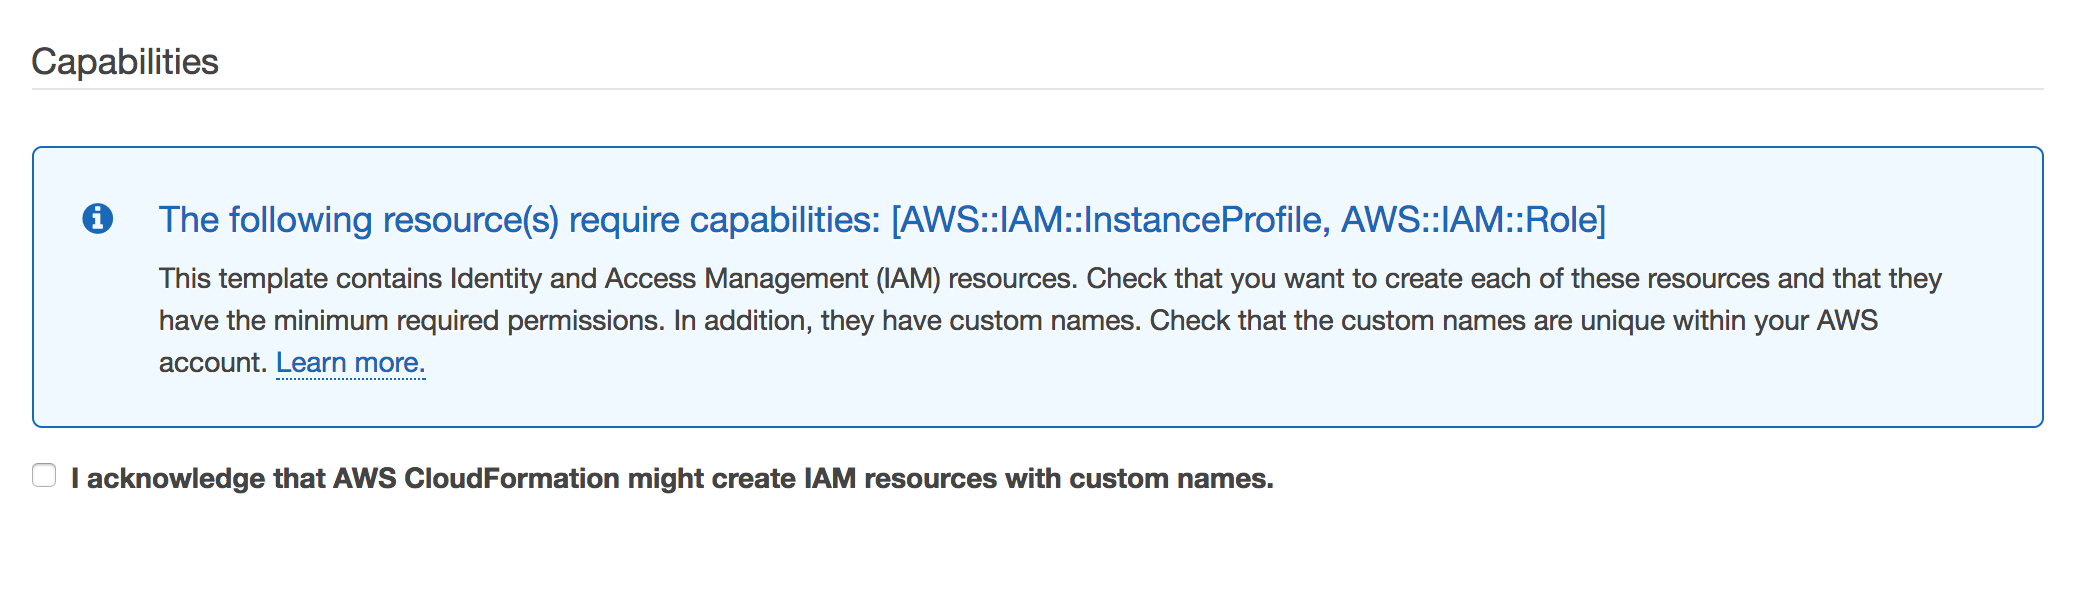 Capabilities
The following resource(s) require capabilities: [AWS::IAM::InstanceProfile, AWS::IAM::Role]
This template contains Identity and Access Management (IAM) resources. Check that you want to create each of these resources and that they
have the minimum required permissions. In addition, they have custom names. Check that the custom names are unique within your AWS
account. Learn more.
I acknowledge that AWS CloudFormation might create IAM resources with custom names.